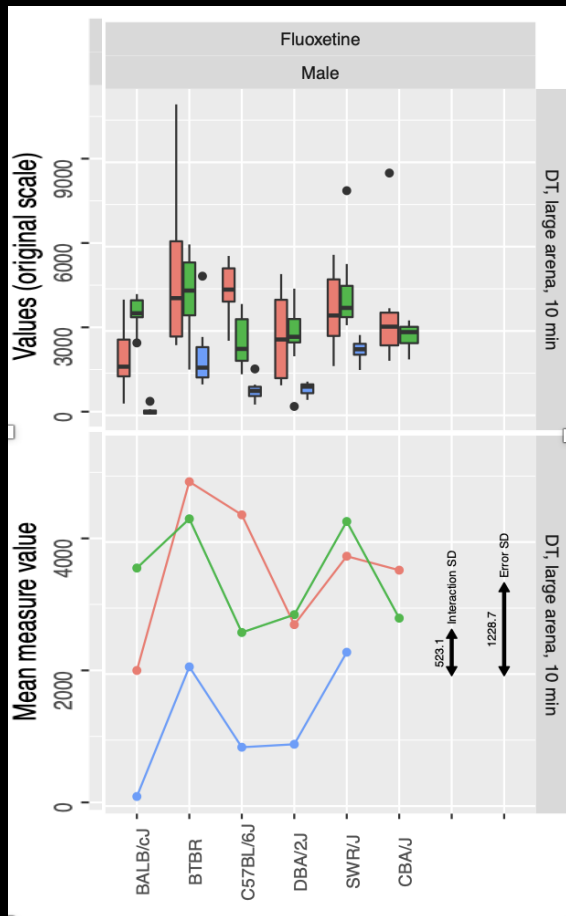 Fluoxetine
Male
Values (original scale)
9000
6000
3000
0
DT, large arena, 10 min
Mean measure value
4000
2000
0
DT, large arena, 10 min
523.1
Interaction SD
1228.7
Error SD
BALB/cJ
BTBR
C57BL/6J
DBA/2J
SWR/J
CBA/J